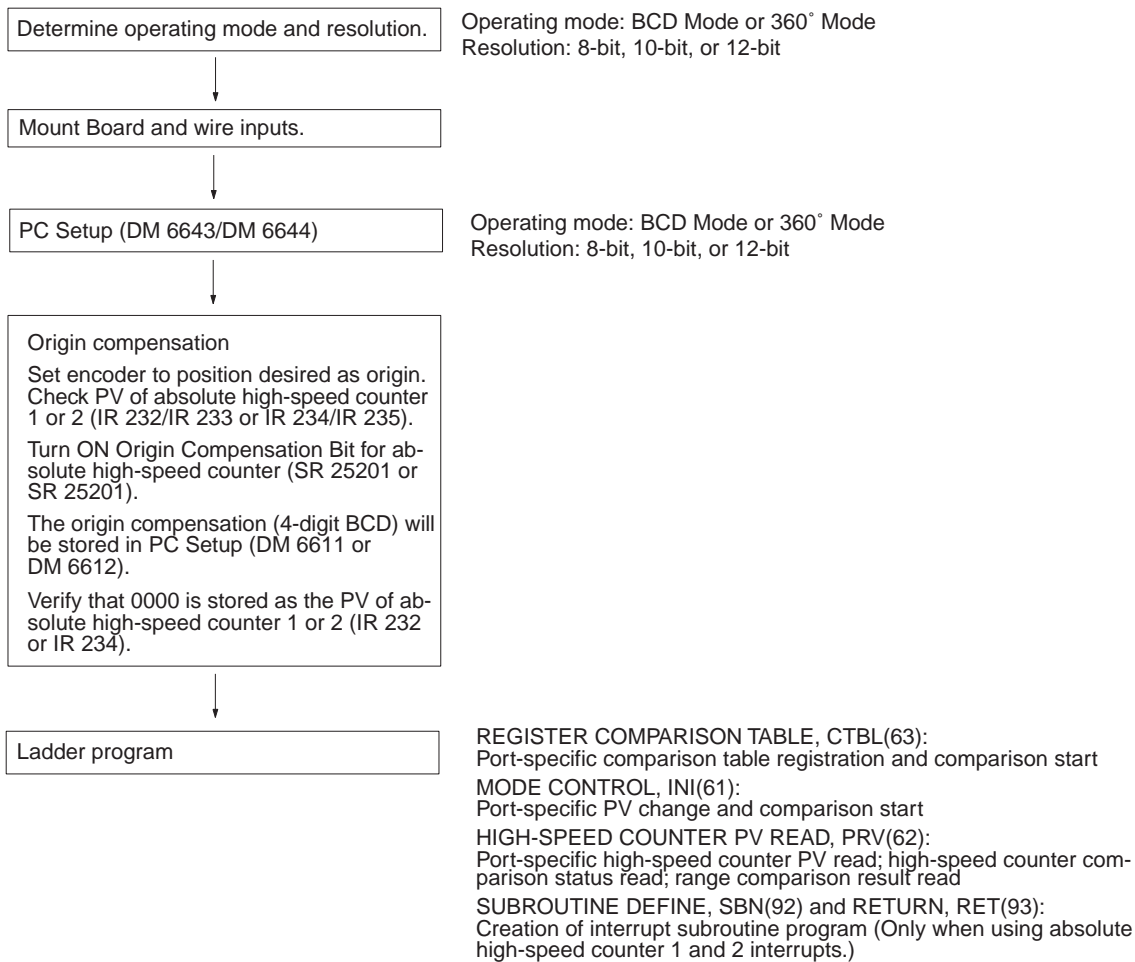 Determine operating mode and resolution.
Operating mode: BCD Mode or 360˚ Mode
Resolution: 8-bit, 10-bit, or 12-bit
Mount Board and wire inputs.
PC Setup (DM 6643/DM 6644)
Operating mode: BCD Mode or 360˚ Mode
Resolution: 8-bit, 10-bit, or 12-bit
Origin compensation
Set encoder to position desired as origin.
Check PV of absolute high-speed counter
1 or 2 (IR 232/IR 233 or IR 234/IR 235).
Turn ON Origin Compensation Bit for ab-
solute high-speed counter (SR 25201 or
SR 25201).
The origin compensation (4-digit BCD) will
be stored in PC Setup (DM 6611 or
DM 6612).
Verify that 0000 is stored as the PV of ab-
solute high-speed counter 1 or 2 (IR 232
or IR 234).
Ladder program
REGISTER COMPARISON TABLE, CTBL(63):
Port-specific comparison table registration and comparison start
MODE CONTROL, INI(61):
Port-specific PV change and comparison start
HIGH-SPEED COUNTER PV READ, PRV(62):
Port-specific high-speed counter PV read; high-speed counter com-
parison status read; range comparison result read
SUBROUTINE DEFINE, SBN(92) and RETURN, RET(93):
Creation of interrupt subroutine program (Only when using absolute
high-speed counter 1 and 2 interrupts.)